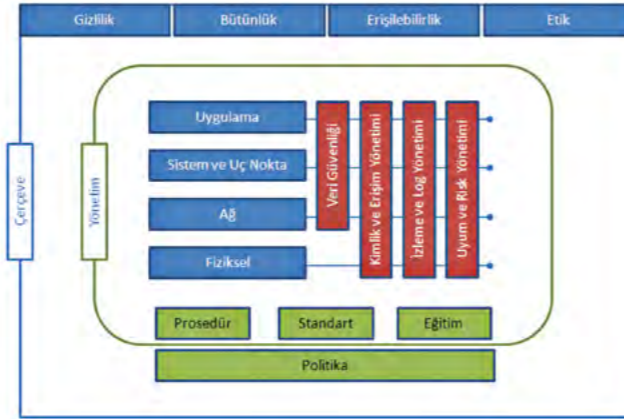 Gizlilik
Bütünlük
Erişilebilirlik
Etik
Çerçeve
Yönetim
Uygulama
Sistem ve Uç Nokta
Ağ
Fiziksel
Veri Güvenliği
Kimlik ve Erişim Yönetimi
İzleme ve Log Yönetimi
Uyum ve Risk Yönetimi
Prosedür
Standart
Eğitim
Politika